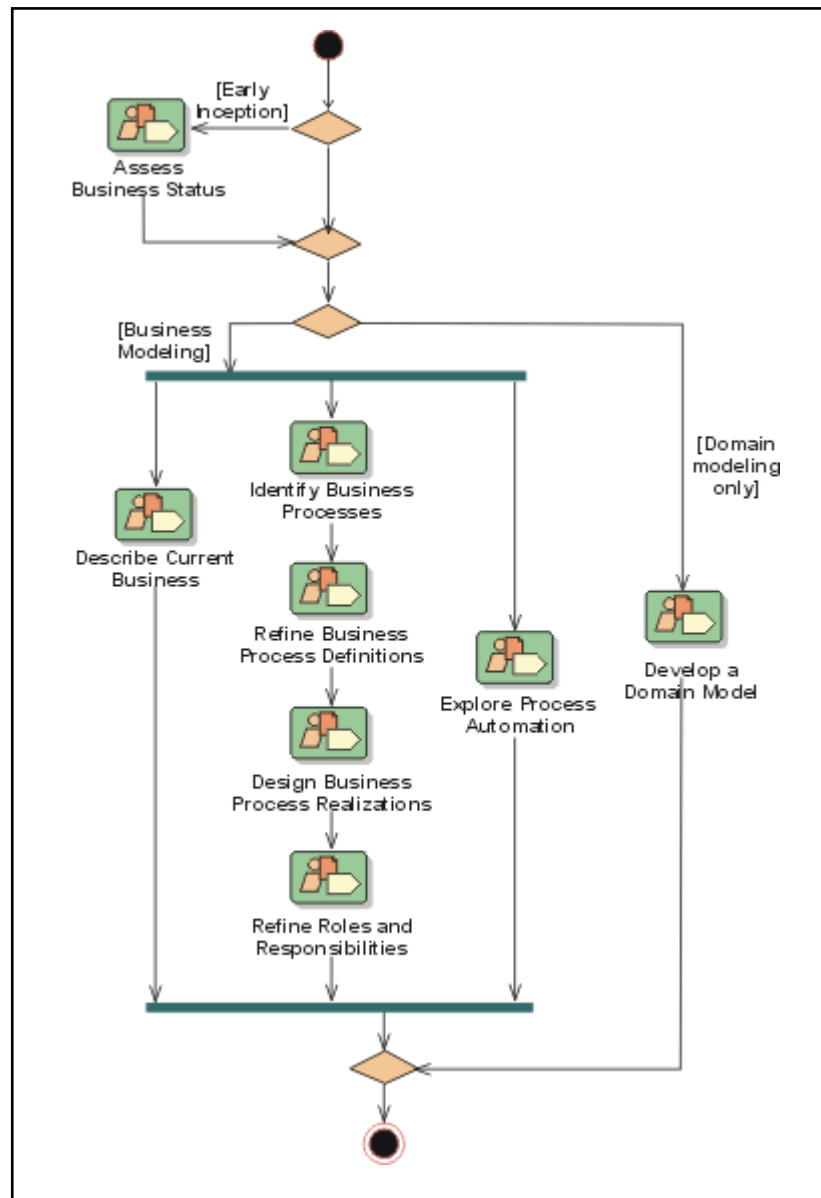 [Early
Inception]
Assess
Business Status
[Business
Modeling]
[Domain
modeling
only]
Identify Business
Processes
Describe Current
Business
Refine Business
Process Definitions
Explore Process
Automation
Develop a
Domain Model
Design Business
Process Realizations
Refine Roles and
Responsibilities